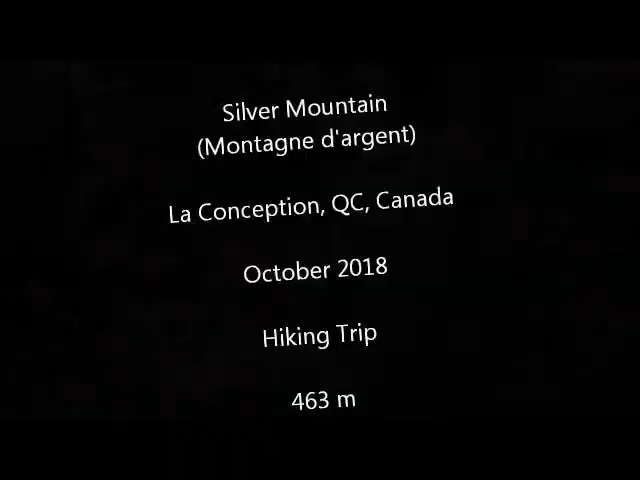 Silver Mountain
(Montagne d'argent)
La Conception, QC, Canada
October 2018
Hiking Trip
463 m